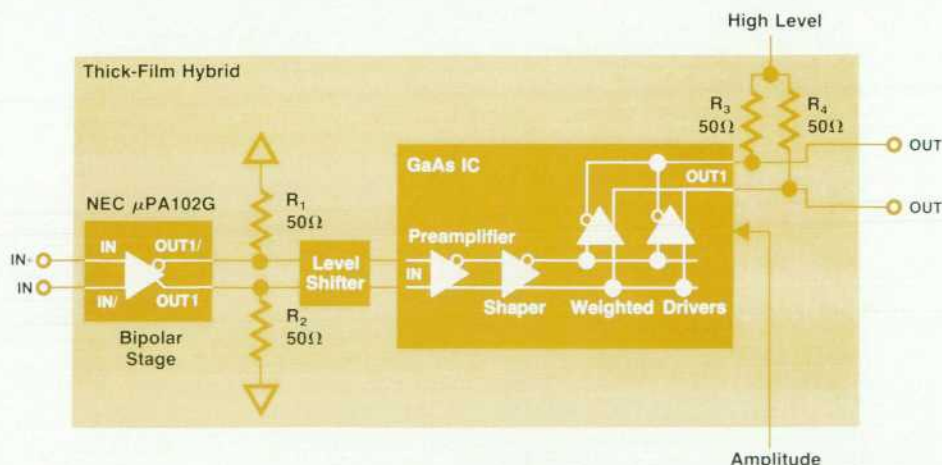 High Level
Thick-Film Hybrid
R3
50Ω
R4
50Ω
OUT
GaAs IC
OUT1
OUT
NEC μPA102G
R1
50Ω
IN
OUT1/
Preamplifier
IN
IN
Level
Shifter
IN
IN/
OUT1
Shaper
Weighted Drivers
R2
50Ω
Bipolar
Stage
Amplitude